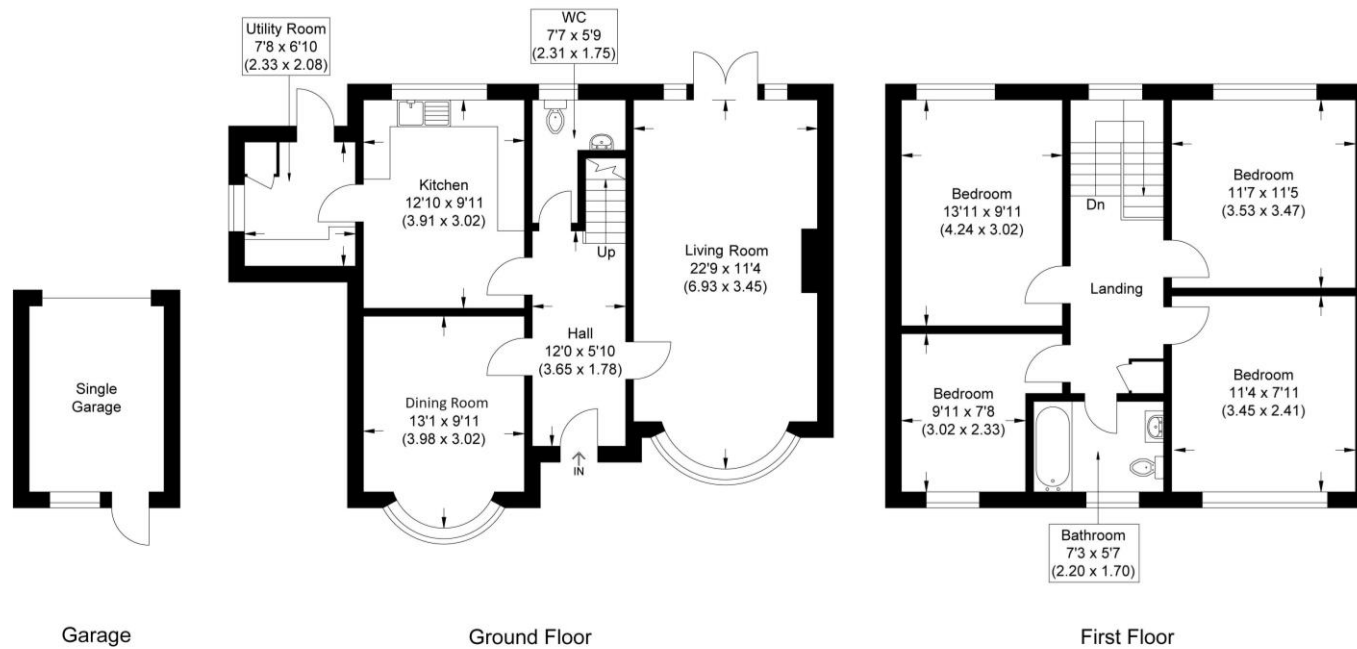 Utility Room
7'8 x 6'10
(2.33 x 2.08)
WC
7'7 x 5'9
(2.31 x 1.75)
Kitchen
12'10 x 9'11
(3.91 x 3.02)
Up
Living Room
22'9 x 11'4
(6.93 x 3.45)
Hall
12'0 x 5'10
(3.65 x 1.78)
Dining Room
13'1 x 9'11
(3.98 x 3.02)
IN
Single
Garage
Bedroom
13'11 x 9'11
(4.24 x 3.02)
Dn
Bedroom
11'7 x 11'5
(3.53 x 3.47)
Landing
Bedroom
9'11 x 7'8
(3.02 x 2.33)
Bedroom
11'4 x 7'11
(3.45 x 2.41)
Bathroom
7'3 x 5'7
(2.20 x 1.70)
Garage
Ground Floor
First Floor